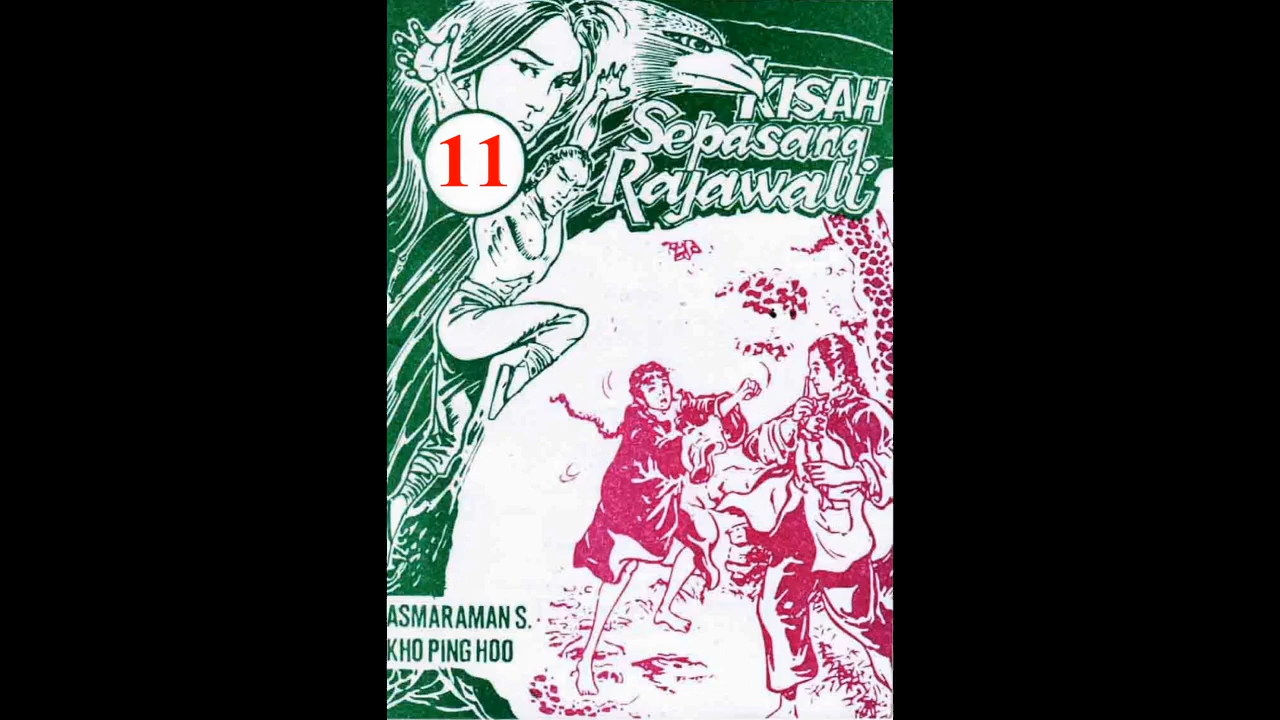 11
KISAH
Sepasang
Rajawali
ASMARAMAN S.
KHO PING HOO